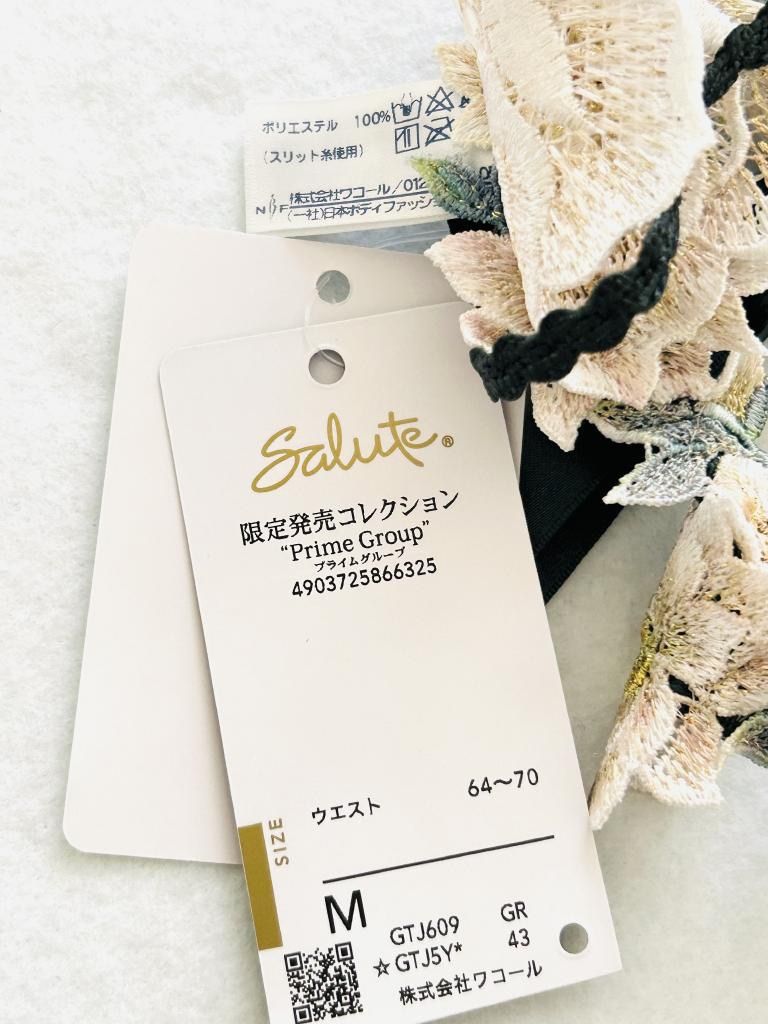 ポリエステル 100%
(スリット糸使用)
株式会社ワコール/012
NBF (一社)日本ボディファッショ
Salute®
限定発売コレクション
“Prime Group”
プライムグループ
4903725866325
ウエスト 64〜70
SIZE
M
GTJ609 GR
☆GTJ5Y* 43
株式会社ワコール